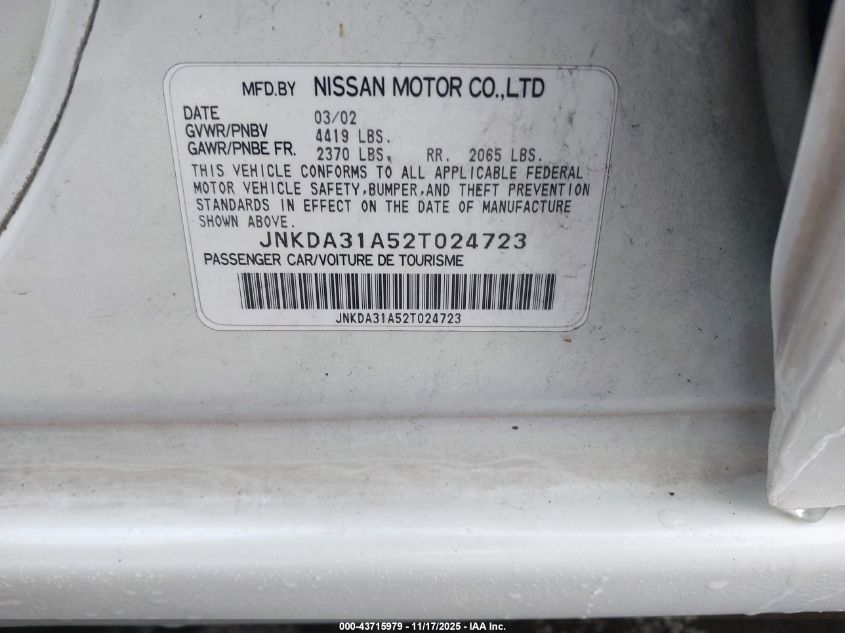 MFD.BY NISSAN MOTOR CO.,LTD
DATE 03/02
GVWR/PNBV 4419 LBS.
GAWR/PNBE FR. 2370 LBS, RR. 2065 LBS.
THIS VEHICLE CONFORMS TO ALL APPLICABLE FEDERAL
MOTOR VEHICLE SAFETY,BUMPER,AND THEFT PREVENTION
STANDARDS IN EFFECT ON THE DATE OF MANUFACTURE
SHOWN ABOVE.
JNKDA31A52T024723
PASSENGER CAR/VOITURE DE TOURISME
JNKDA31A52T024723
000-43715979 - 11/17/2025 - IAA Inc.